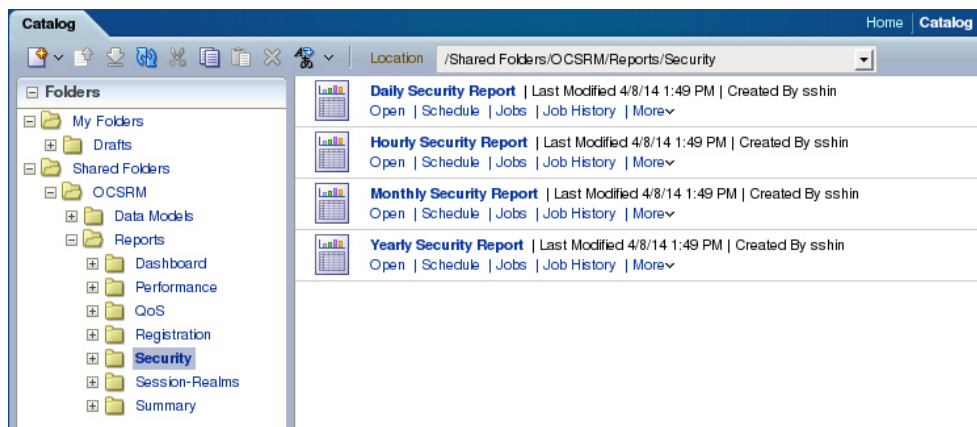 Catalog
Home Catalog
Location /Shared Folders/OCSRM/Reports/Security
Folders
My Folders
Drafts
Shared Folders
OCSRM
Data Models
Reports
Dashboard
Performance
QoS
Registration
Security
Session-Realms
Summary
Daily Security Report | Last Modified 4/8/14 1:49 PM | Created By sshin
Open | Schedule | Jobs | Job History | More
Hourly Security Report | Last Modified 4/8/14 1:49 PM | Created By sshin
Open | Schedule | Jobs | Job History | More
Monthly Security Report | Last Modified 4/8/14 1:49 PM | Created By sshin
Open | Schedule | Jobs | Job History | More
Yearly Security Report | Last Modified 4/8/14 1:49 PM | Created By sshin
Open | Schedule | Jobs | Job History | More